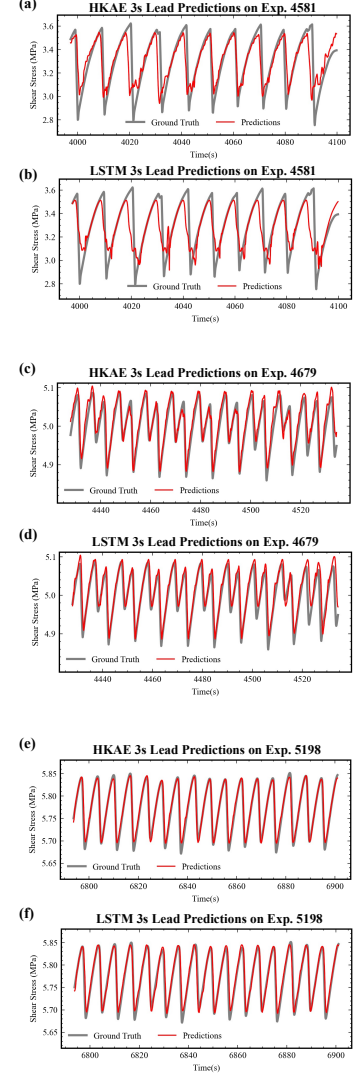 (a)
HKAE 3s Lead Predictions on Exp. 4581
3.6
3.4
3.2
3.0
2.8
Shear Stress (MPa)
Ground Truth
Predictions
4000
4020
4040
4060
4080
4100
Time(s)
(b)
LSTM 3s Lead Predictions on Exp. 4581
3.6
3.4
3.2
3.0
2.8
Shear Stress (MPa)
Ground Truth
Predictions
4000
4020
4040
4060
4080
4100
Time(s)
(c)
HKAE 3s Lead Predictions on Exp. 4679
5.1
5.0
4.9
Shear Stress (MPa)
Ground Truth
Predictions
4440
4460
4480
4500
4520
Time(s)
(d)
LSTM 3s Lead Predictions on Exp. 4679
5.1
5.0
4.9
Shear Stress (MPa)
Ground Truth
Predictions
4440
4460
4480
4500
4520
Time(s)
(e)
HKAE 3s Lead Predictions on Exp. 5198
5.85
5.80
5.75
5.70
5.65
Shear Stress (MPa)
Ground Truth
Predictions
6800
6820
6840
6860
6880
6900
Time(s)
(f)
LSTM 3s Lead Predictions on Exp. 5198
5.85
5.80
5.75
5.70
5.65
Shear Stress (MPa)
Ground Truth
Predictions
6800
6820
6840
6860
6880
6900
Time(s)